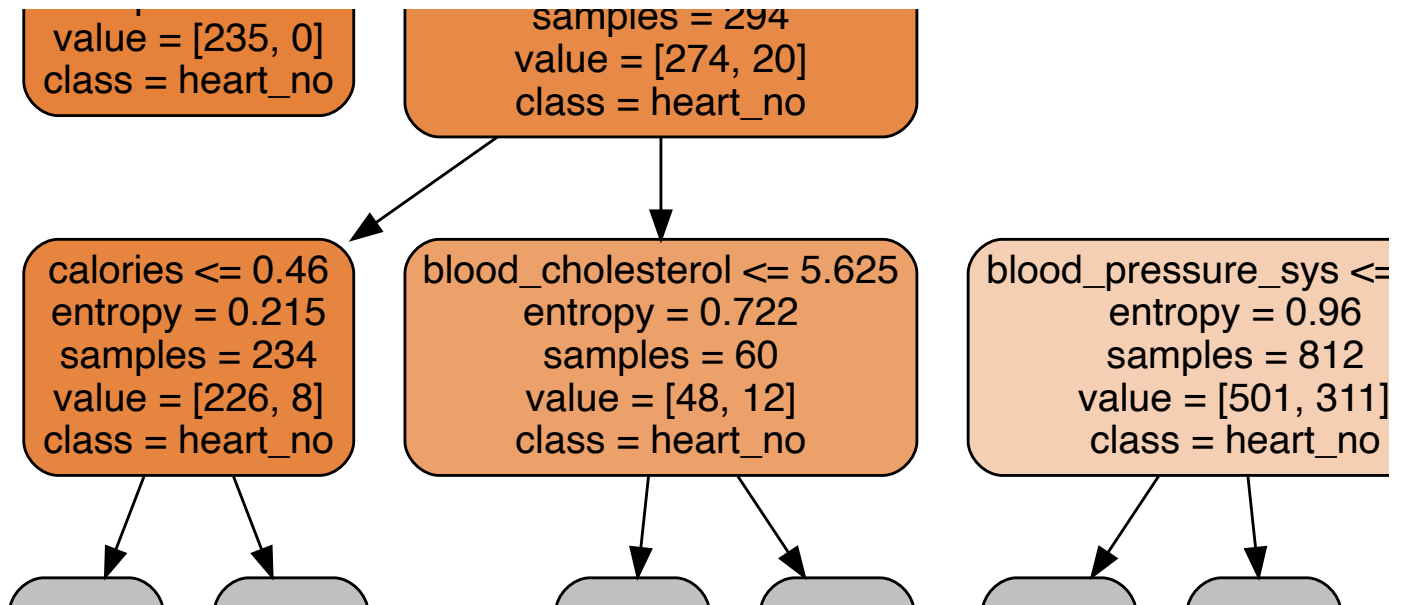 value = [235, 0]
class = heart_no
samples = 294
value = [274, 20]
class = heart_no
calories <= 0.46
entropy = 0.215
samples = 234
value = [226, 8]
class = heart_no
blood_cholesterol <= 5.625
entropy = 0.722
samples = 60
value = [48, 12]
class = heart_no
blood_pressure_sys <=
entropy = 0.96
samples = 812
value = [501, 311]
class = heart_no